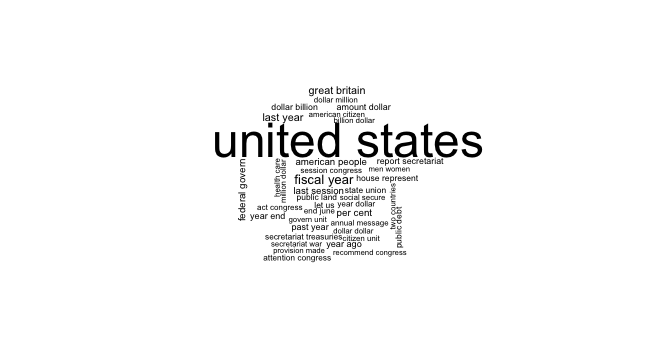 great britain
dollar million
dollar billion
amount dollar
last year
american citizen
billion dollar
united states
federal govern
health care
million dollar
american people
report secretariat
session congress
men women
fiscal year
house represent
last session
state union
public land
social secure
two countries
public debt
let us
year dollar
act congress
end june
per cent
year end
govern unit
annual message
past year
dollar dollar
secretariat treasuries
citizen unit
secretariat war
year ago
provision made
recommend congress
attention congress